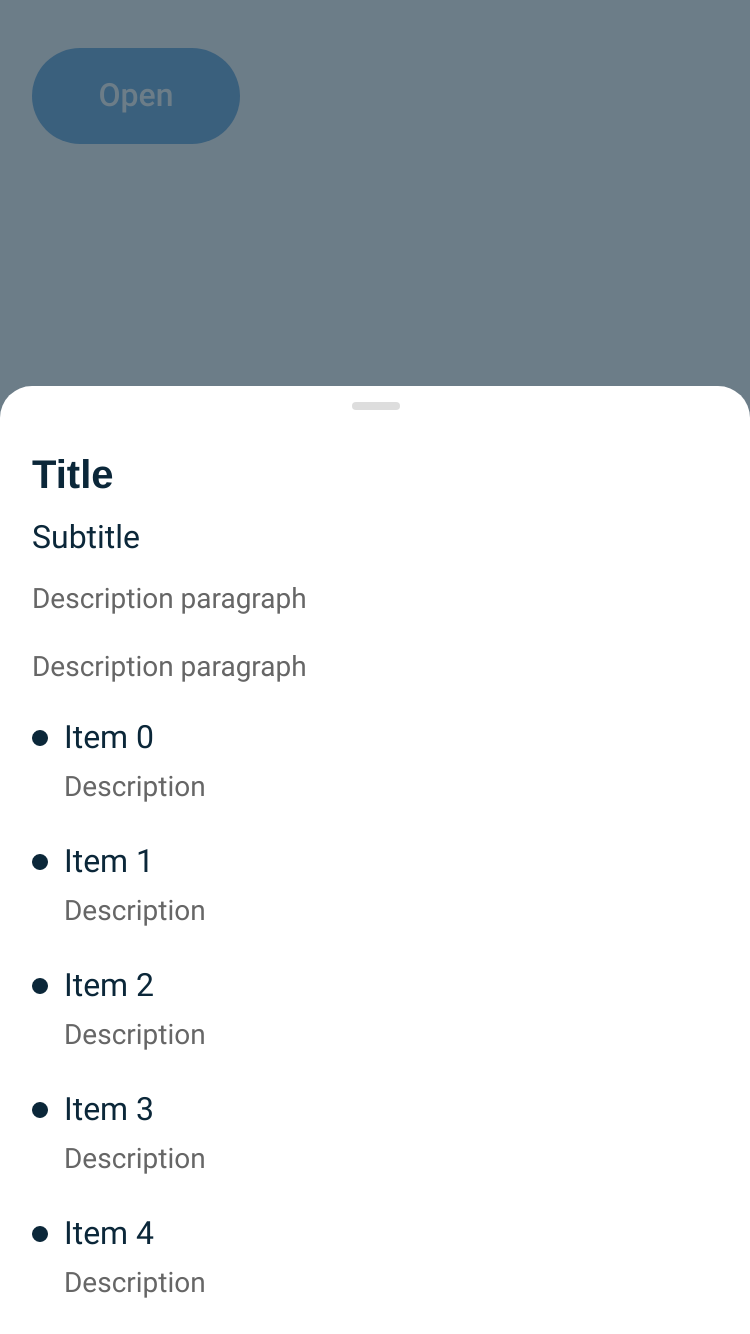 Open
Title
Subtitle
Description paragraph
Description paragraph
Item 0
Description
Item 1
Description
Item 2
Description
Item 3
Description
Item 4
Description